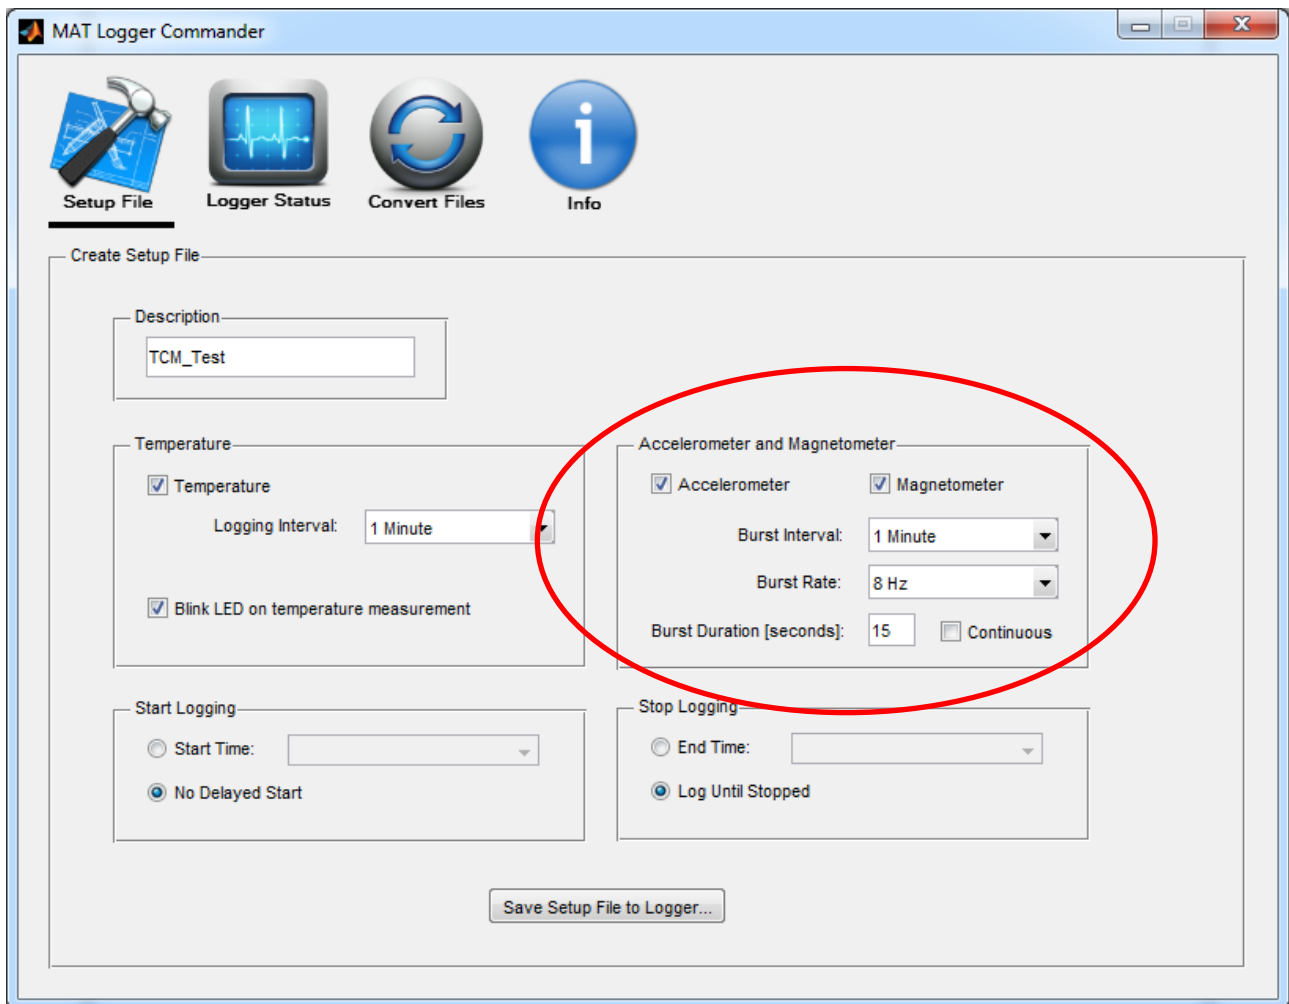 MAT Logger Commander
Setup File
Logger Status
Convert Files
Info
Create Setup File
Description
TCM_Test
Temperature
Temperature
Logging Interval: 1 Minute
Blink LED on temperature measurement
Accelerometer and Magnetometer
Accelerometer Magnetometer
Burst Interval: 1 Minute
Burst Rate: 8 Hz
Burst Duration [seconds]: 15 Continuous
Start Logging
Start Time:
No Delayed Start
Stop Logging
End Time:
Log Until Stopped
Save Setup File to Logger...